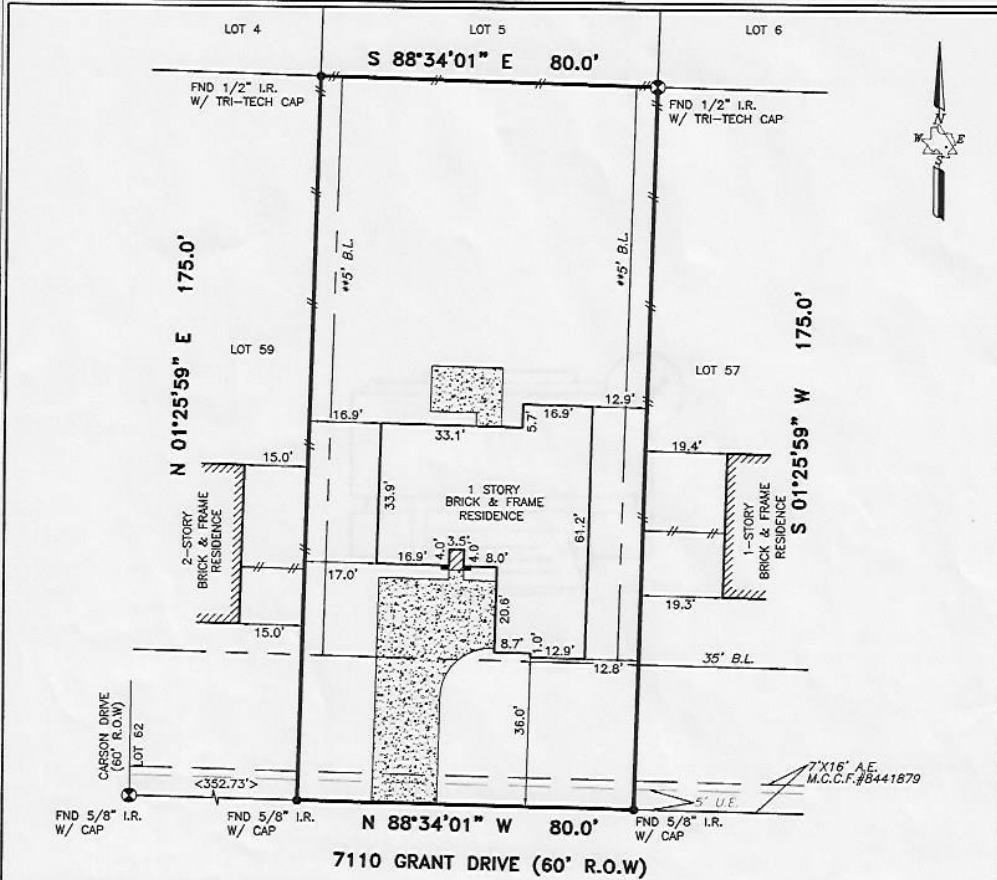 LOT 4
LOT 5
LOT 6
S 88°34'01" E 80.0'
FND 1/2" I.R.
W/ TRI-TECH CAP
FND 1/2" I.R.
W/ TRI-TECH CAP
N
W E
S
N 01°25'59" E 175.0'
**5' B.L.
**5' B.L.
S 01°25'59" W 175.0'
LOT 59
LOT 57
16.9'
33.1'
5.7'
16.9'
12.9'
15.0'
19.4'
2-STORY
BRICK & FRAME
RESIDENCE
33.9'
1 STORY
BRICK & FRAME
RESIDENCE
61.2'
1-STORY
BRICK & FRAME
RESIDENCE
17.0'
16.9'
4.0'
3.5'
4.0'
8.0'
19.3'
15.0'
20.6'
8.7'
1.0'
12.9'
12.8'
35' B.L.
36.0'
CARSON DRIVE
(60' R.O.W)
LOT 62
<352.73'>
7'X16' A.E.
M.C.C.F.#8441879
5' U.E.
FND 5/8" I.R.
W/ CAP
FND 5/8" I.R.
W/ CAP
N 88°34'01" W 80.0'
FND 5/8" I.R.
W/ CAP
7110 GRANT DRIVE (60' R.O.W)